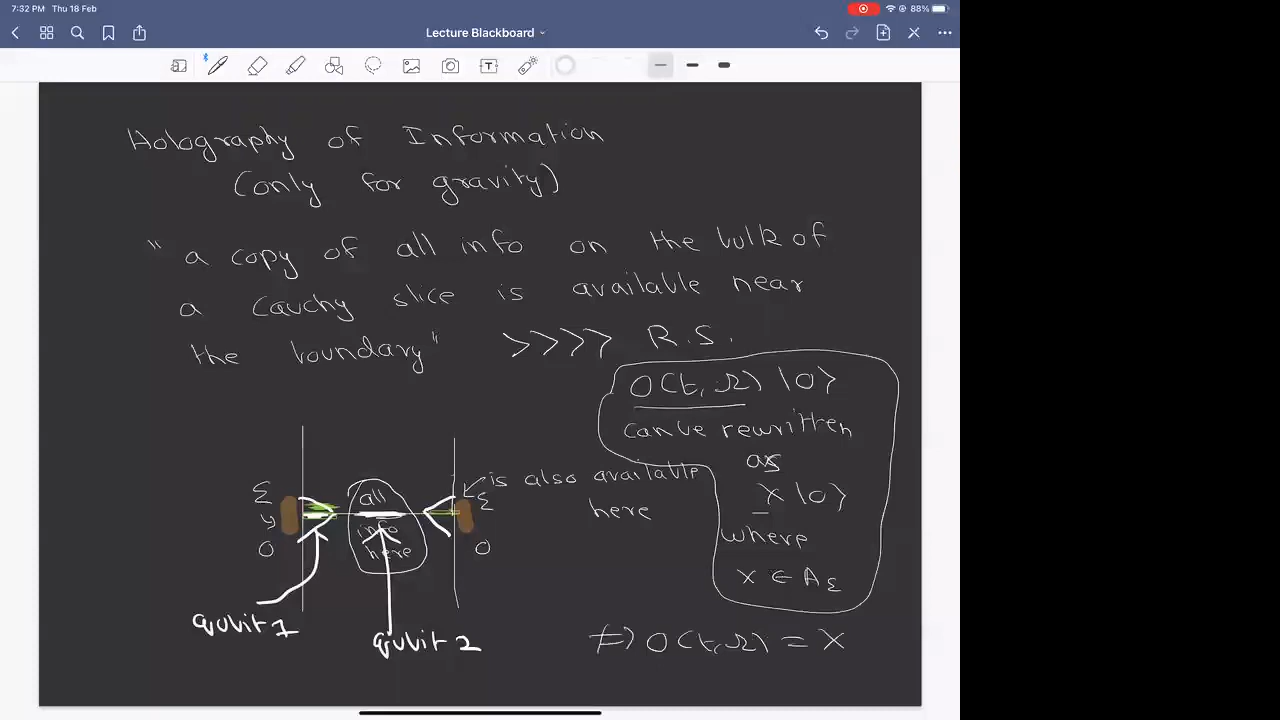 7:32 PM Thu 18 Feb
88%
Lecture Blackboard
Holography of Information
(only for gravity)
" a copy of all info on the bulk of
a cauchy slice is available near
the boundary" >>>> R.S.
O(t, Ω) |0⟩
can be rewritten
as
X |0⟩
where
X ∈ A_ε
all
info
here
is also available
here
ε
0
ε
0
qubit 1
qubit 2
≠) O(t, Ω) = X